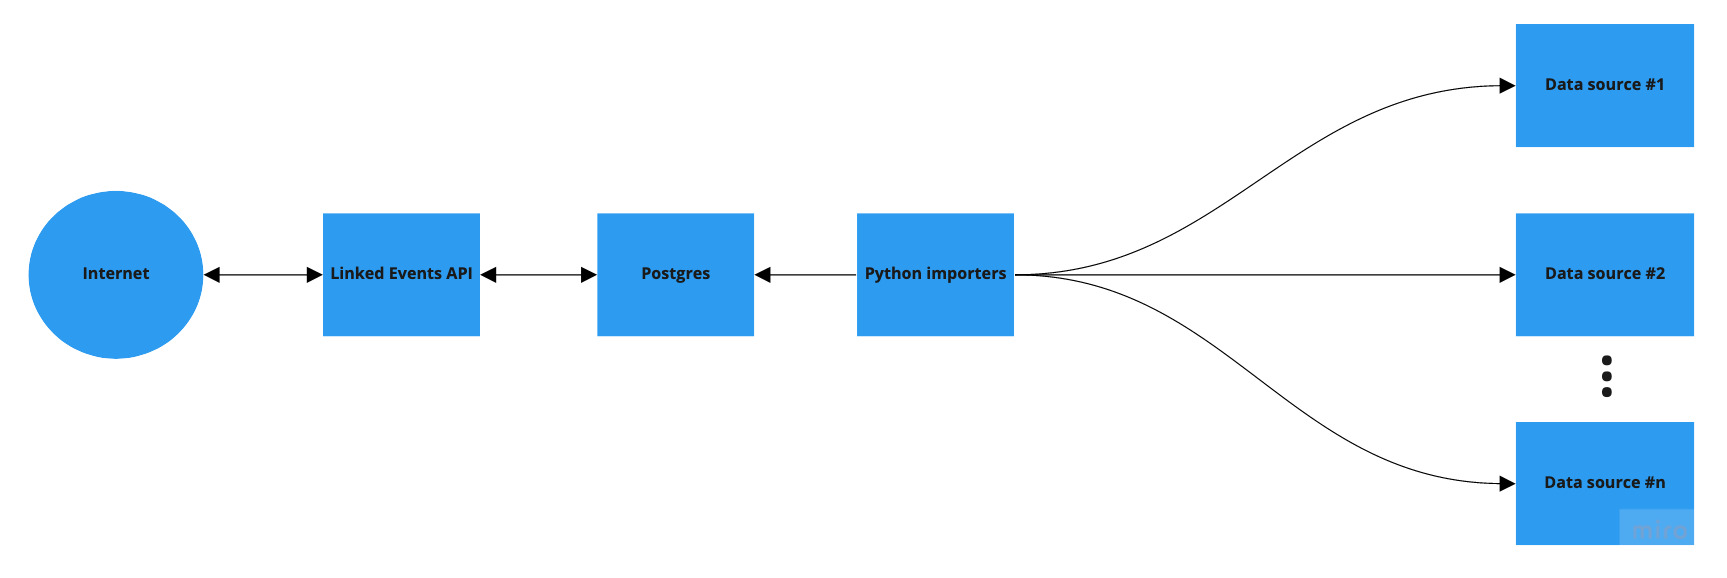 Internet
Linked Events API
Postgres
Python importers
Data source #1
Data source #2
Data source #n
miro